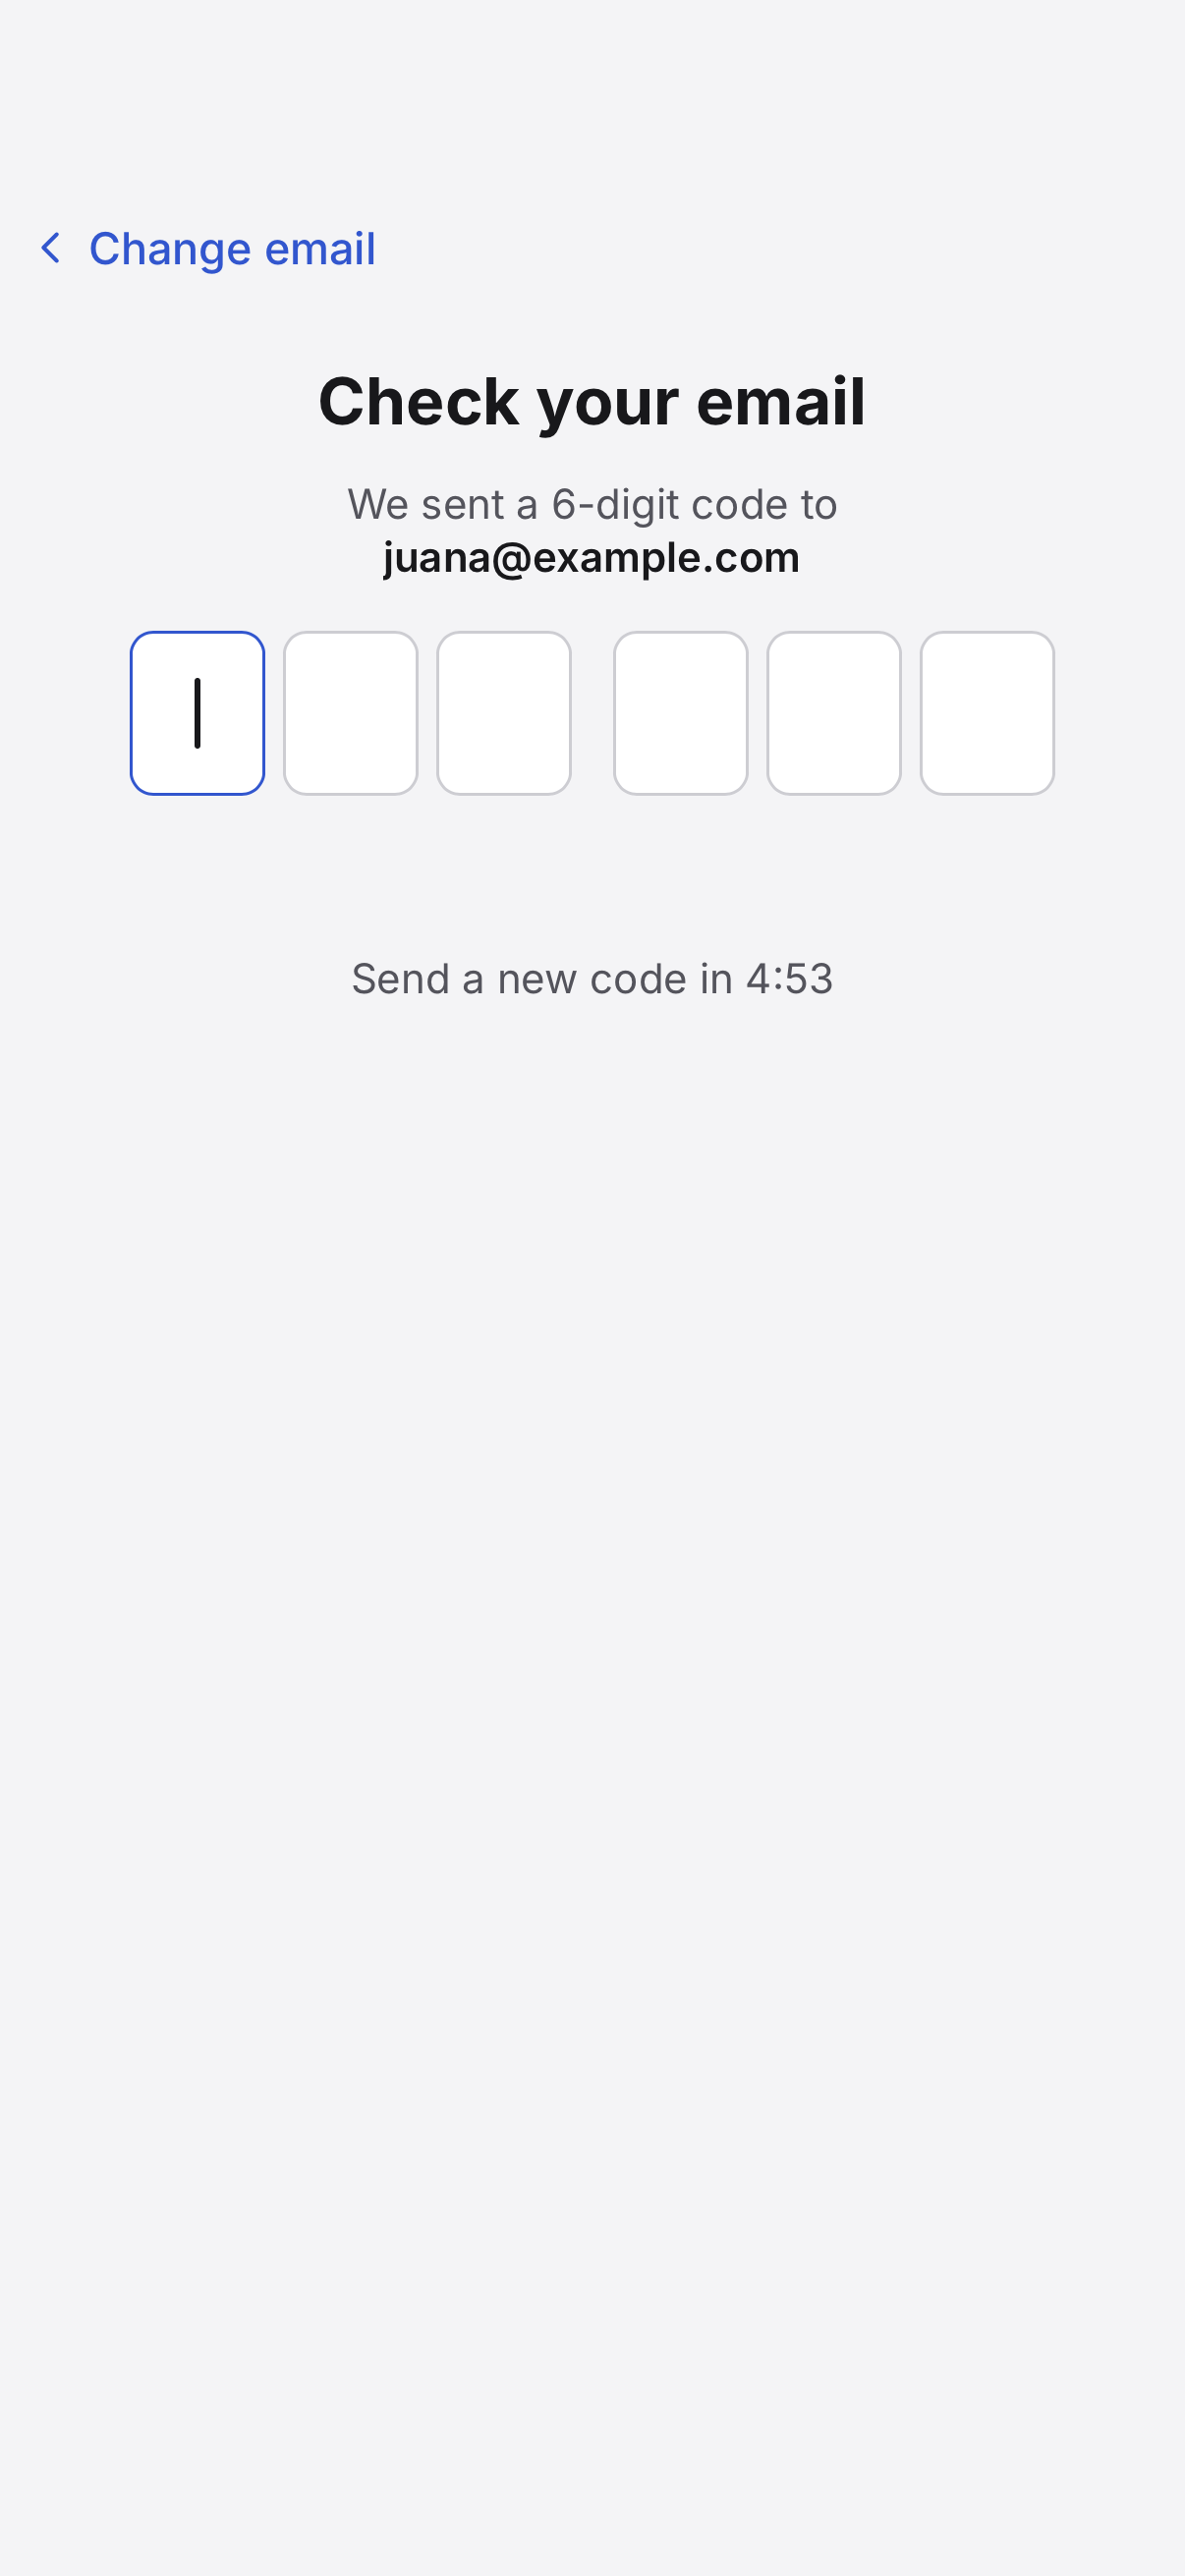 Change email
Check your email
We sent a 6-digit code to
juana@example.com
Send a new code in 4:53